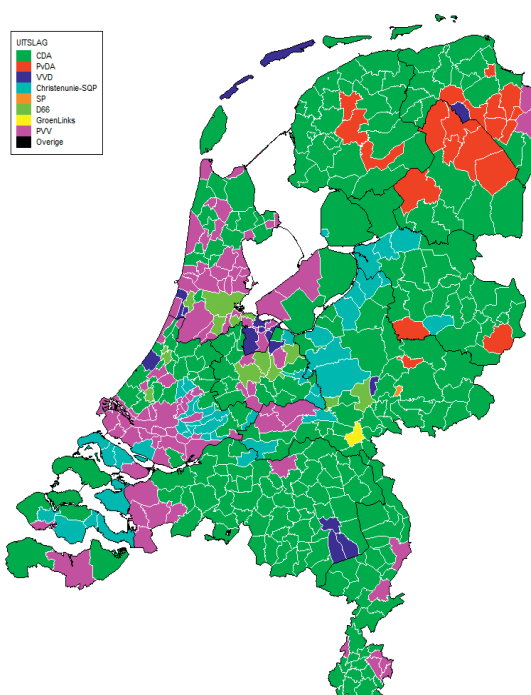 UITSLAG
CDA
PvDA
VVD
Christenunie-SGP
SP
D66
GroenLinks
PVV
Overige